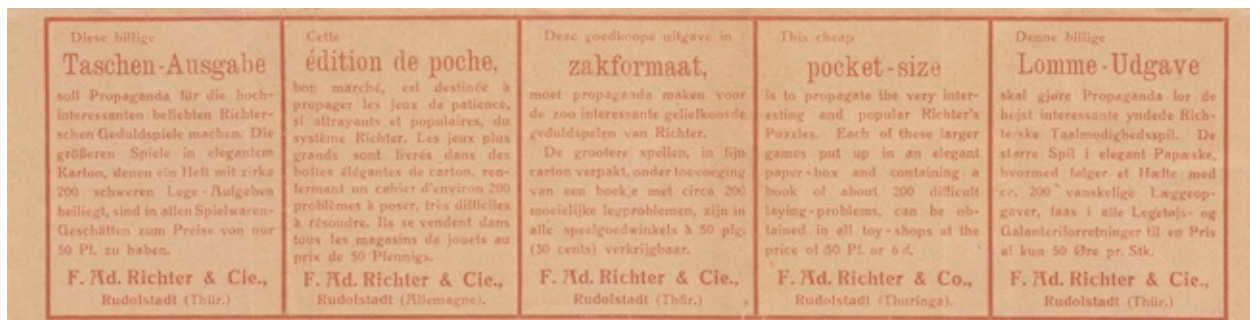 Diese billige
Taschen-Ausgabe
soll Propaganda für die hoch-
interessanten beliebten Richter-
schen Geduldspiele machen. Die
größeren Spiele in elegantem
Karton, denen ein Heft mit zirka
200 schweren Lege-Aufgaben
beiliegt, sind in allen Spielwaren-
Geschäften zum Preise von nur
50 Pf. zu haben.
F. Ad. Richter & Cie.,
Rudolstadt (Thür.)
Cette
édition de poche,
bon marché, est destinée à
propager les jeux de patience,
si attrayants et populaires, du
système Richter. Les jeux plus
grands sont livrés dans des
boîtes élégantes de carton, ren-
fermant un cahier d'environ 200
problèmes à poser, très difficiles
à résoudre. Ils se vendent dans
tous les magasins de jouets au
prix de 50 Pfennigs.
F. Ad. Richter & Cie.,
Rudolstadt (Allemagne).
Deze goedkoope uitgave in
zakformaat,
moet propaganda maken voor
de zoo interessante geliefkoosde
geduldspelen van Richter.
De grootere spellen, in fijn
carton verpakt, onder toevoeging
van een boekje met circa 200
moeielijke legproblemen, zijn in
alle speelgoedwinkels à 50 pfg.
(30 cents) verkrijgbaar.
F. Ad. Richter & Cie.,
Rudolstadt (Thür.)
This cheap
pocket-size
is to propagate the very inter-
esting and popular Richter's
Puzzles. Each of these larger
games put up in an elegant
paper-box and containing a
book of about 200 difficult
laying-problems, can be ob-
tained in all toy-shops at the
price of 50 Pf. or 6 d.
F. Ad. Richter & Co.,
Rudolstadt (Thuringa).
Denne billige
Lomme-Udgave
skal gjøre Propaganda for de
højst interessante yndede Rich-
terske Taalmodighedsspil. De
større Spil i elegant Papæske,
hvormed følger et Hæfte med
cr. 200 vanskelige Læggeop-
gaver, faas i alle Legetøjs- og
Galanteriforretninger til en Pris
af kun 50 Øre pr. Stk.
F. Ad. Richter & Cie.,
Rudolstadt (Thür.)